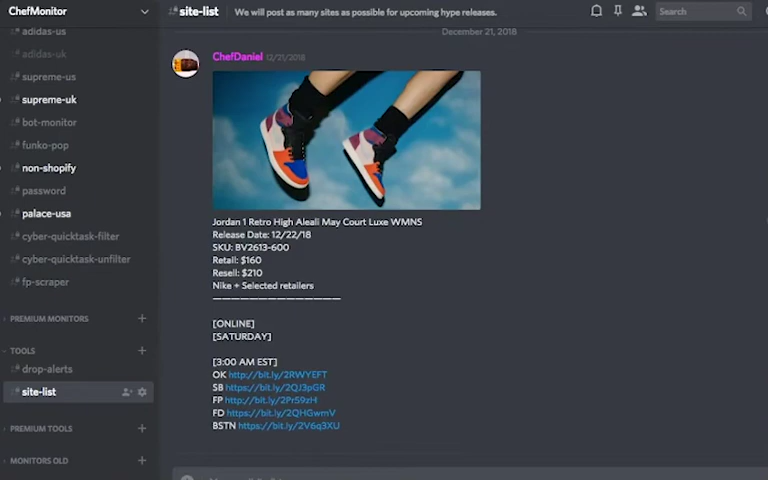 ChefMonitor
site-list
We will post as many sites as possible for upcoming hype releases.
Search
adidas-us
adidas-uk
supreme-us
supreme-uk
bot-monitor
funko-pop
non-shopify
password
palace-usa
cyber-quicktask-filter
cyber-quicktask-unfilter
fp-scraper
PREMIUM MONITORS
TOOLS
drop-alerts
site-list
PREMIUM TOOLS
MONITORS OLD
December 21, 2018
ChefDaniel 12/21/2018
Jordan 1 Retro High Aleali May Court Luxe WMNS
Release Date: 12/22/18
SKU: BV2613-600
Retail: $160
Resell: $210
Nike + Selected retailers
———————————————
[ONLINE]
[SATURDAY]
[3:00 AM EST]
OK http://bit.ly/2RWYEFT
SB https://bit.ly/2QJ3pGR
FP http://bit.ly/2Pr59zH
FD https://bit.ly/2QHGwmV
BSTN https://bit.ly/2V6q3XU